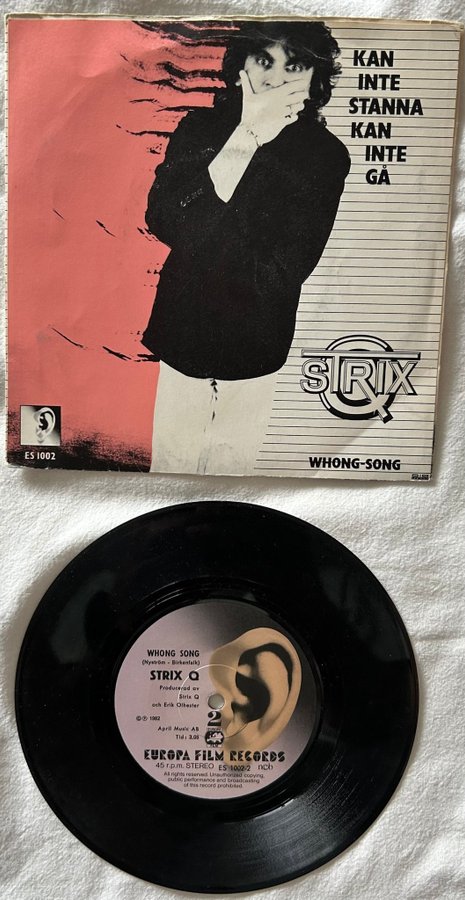 KAN
INTE
STANNA
KAN
INTE
GÅ
STRIX Q
ES 1002
WHONG-SONG
WHONG SONG
(Nyström - Birkenfalk)
STRIX Q
Producerad av
Strix Q
och Erik Olhester
2
© ℗ 1982
April Music AB
Tid: 3,05
EUROPA FILM RECORDS
45 r.p.m. STEREO ES 1002-2 ncb
All rights reserved. Unauthorized copying,
public performance and broadcasting
of this record prohibited.